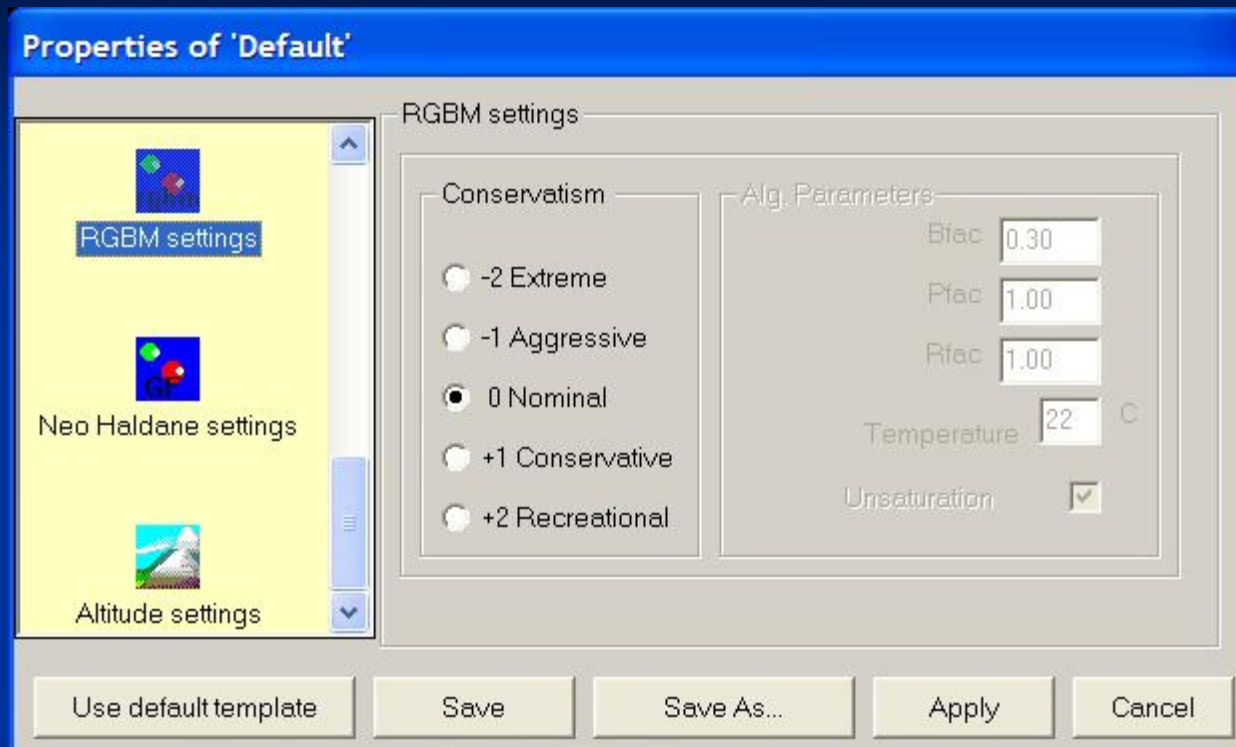 Properties of 'Default'
RGBM settings
Neo Haldane settings
Altitude settings
RGBM settings
Conservatism
-2 Extreme
-1 Aggressive
0 Nominal
+1 Conservative
+2 Recreational
Alg. Parameters
Bfac 0.30
Pfac 1.00
Rfac 1.00
Temperature 22 C
Unsaturation
Use default template
Save
Save As...
Apply
Cancel
GF